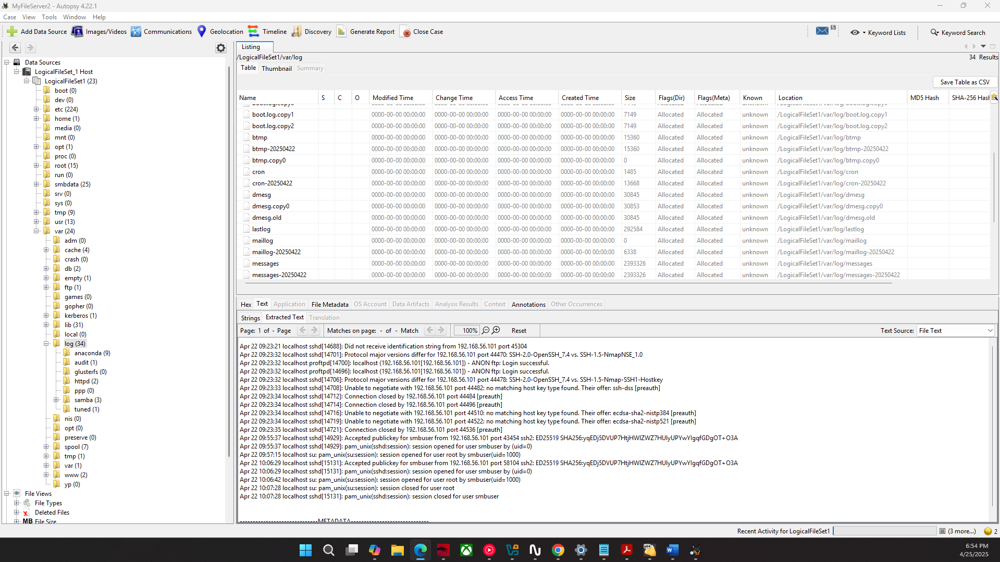 MyFileServer2 - Autopsy 4.22.1
Case View Tools Window Help
Add Data Source Images/Videos Communications Geolocation Timeline Discovery Generate Report Close Case 5 Keyword Lists Keyword Search
Data Sources
LogicalFileSet_1 Host
LogicalFileSet1 (23)
boot (0)
dev (0)
etc (224)
home (1)
media (0)
mnt (0)
opt (1)
proc (0)
root (15)
run (0)
smbdata (25)
srv (0)
sys (0)
tmp (9)
usr (13)
var (24)
adm (0)
cache (4)
crash (0)
db (2)
empty (1)
ftp (1)
games (0)
gopher (0)
kerberos (1)
lib (31)
local (0)
log (34)
anaconda (9)
audit (1)
glusterfs (0)
httpd (2)
ppp (0)
samba (3)
tuned (1)
nis (0)
opt (0)
preserve (0)
spool (7)
tmp (1)
var (1)
www (2)
yp (0)
File Views
File Types
Deleted Files
MB File Size
Listing
/LogicalFileSet1/var/log
34 Results
Table Thumbnail Summary
Save Table as CSV
Name S C O Modified Time Change Time Access Time Created Time Size Flags(Dir) Flags(Meta) Known Location MD5 Hash SHA-256 Hash
boot.log.copy1 0000-00-00 00:00:00 0000-00-00 00:00:00 0000-00-00 00:00:00 0000-00-00 00:00:00 7149 Allocated Allocated unknown /LogicalFileSet1/var/log/boot.log.copy1
boot.log.copy2 0000-00-00 00:00:00 0000-00-00 00:00:00 0000-00-00 00:00:00 0000-00-00 00:00:00 7149 Allocated Allocated unknown /LogicalFileSet1/var/log/boot.log.copy2
btmp 0000-00-00 00:00:00 0000-00-00 00:00:00 0000-00-00 00:00:00 0000-00-00 00:00:00 15360 Allocated Allocated unknown /LogicalFileSet1/var/log/btmp
btmp-20250422 0000-00-00 00:00:00 0000-00-00 00:00:00 0000-00-00 00:00:00 0000-00-00 00:00:00 15360 Allocated Allocated unknown /LogicalFileSet1/var/log/btmp-20250422
btmp.copy0 0000-00-00 00:00:00 0000-00-00 00:00:00 0000-00-00 00:00:00 0000-00-00 00:00:00 0 Allocated Allocated unknown /LogicalFileSet1/var/log/btmp.copy0
cron 0000-00-00 00:00:00 0000-00-00 00:00:00 0000-00-00 00:00:00 0000-00-00 00:00:00 1485 Allocated Allocated unknown /LogicalFileSet1/var/log/cron
cron-20250422 0000-00-00 00:00:00 0000-00-00 00:00:00 0000-00-00 00:00:00 0000-00-00 00:00:00 13668 Allocated Allocated unknown /LogicalFileSet1/var/log/cron-20250422
dmesg 0000-00-00 00:00:00 0000-00-00 00:00:00 0000-00-00 00:00:00 0000-00-00 00:00:00 30845 Allocated Allocated unknown /LogicalFileSet1/var/log/dmesg
dmesg.copy0 0000-00-00 00:00:00 0000-00-00 00:00:00 0000-00-00 00:00:00 0000-00-00 00:00:00 30853 Allocated Allocated unknown /LogicalFileSet1/var/log/dmesg.copy0
dmesg.old 0000-00-00 00:00:00 0000-00-00 00:00:00 0000-00-00 00:00:00 0000-00-00 00:00:00 30845 Allocated Allocated unknown /LogicalFileSet1/var/log/dmesg.old
lastlog 0000-00-00 00:00:00 0000-00-00 00:00:00 0000-00-00 00:00:00 0000-00-00 00:00:00 292584 Allocated Allocated unknown /LogicalFileSet1/var/log/lastlog
maillog 0000-00-00 00:00:00 0000-00-00 00:00:00 0000-00-00 00:00:00 0000-00-00 00:00:00 0 Allocated Allocated unknown /LogicalFileSet1/var/log/maillog
maillog-20250422 0000-00-00 00:00:00 0000-00-00 00:00:00 0000-00-00 00:00:00 0000-00-00 00:00:00 6338 Allocated Allocated unknown /LogicalFileSet1/var/log/maillog-20250422
messages 0000-00-00 00:00:00 0000-00-00 00:00:00 0000-00-00 00:00:00 0000-00-00 00:00:00 2393326 Allocated Allocated unknown /LogicalFileSet1/var/log/messages
messages-20250422 0000-00-00 00:00:00 0000-00-00 00:00:00 0000-00-00 00:00:00 0000-00-00 00:00:00 2393326 Allocated Allocated unknown /LogicalFileSet1/var/log/messages-20250422
Hex Text Application File Metadata OS Account Data Artifacts Analysis Results Context Annotations Other Occurrences
Strings Extracted Text Translation
Page: 1 of - Page Matches on page: - of - Match 100% Reset Text Source: File Text
Apr 22 09:23:21 localhost sshd[14688]: Did not receive identification string from 192.168.56.101 port 45304
Apr 22 09:23:32 localhost sshd[14701]: Protocol major versions differ for 192.168.56.101 port 44470: SSH-2.0-OpenSSH_7.4 vs. SSH-1.5-NmapNSE_1.0
Apr 22 09:23:32 localhost proftpd[14700]: localhost (192.168.56.101[192.168.56.101]) - ANON ftp: Login successful.
Apr 22 09:23:32 localhost proftpd[14696]: localhost (192.168.56.101[192.168.56.101]) - ANON ftp: Login successful.
Apr 22 09:23:32 localhost sshd[14706]: Protocol major versions differ for 192.168.56.101 port 44478: SSH-2.0-OpenSSH_7.4 vs. SSH-1.5-Nmap-SSH1-Hostkey
Apr 22 09:23:33 localhost sshd[14708]: Unable to negotiate with 192.168.56.101 port 44482: no matching host key type found. Their offer: ssh-dss [preauth]
Apr 22 09:23:34 localhost sshd[14712]: Connection closed by 192.168.56.101 port 44484 [preauth]
Apr 22 09:23:34 localhost sshd[14714]: Connection closed by 192.168.56.101 port 44496 [preauth]
Apr 22 09:23:34 localhost sshd[14716]: Unable to negotiate with 192.168.56.101 port 44510: no matching host key type found. Their offer: ecdsa-sha2-nistp384 [preauth]
Apr 22 09:23:34 localhost sshd[14719]: Unable to negotiate with 192.168.56.101 port 44522: no matching host key type found. Their offer: ecdsa-sha2-nistp521 [preauth]
Apr 22 09:23:35 localhost sshd[14721]: Connection closed by 192.168.56.101 port 44536 [preauth]
Apr 22 09:55:37 localhost sshd[14929]: Accepted publickey for smbuser from 192.168.56.101 port 43454 ssh2: ED25519 SHA256:yqEDj5DVUP7HtjHWIZWZ7HUIyUPYwYIgqfGDgOT+O3A
Apr 22 09:55:37 localhost sshd[14929]: pam_unix(sshd:session): session opened for user smbuser by (uid=0)
Apr 22 09:57:15 localhost su: pam_unix(su:session): session opened for user root by smbuser(uid=1000)
Apr 22 10:06:29 localhost sshd[15131]: Accepted publickey for smbuser from 192.168.56.101 port 58104 ssh2: ED25519 SHA256:yqEDj5DVUP7HtjHWIZWZ7HUIyUPYwYIgqfGDgOT+O3A
Apr 22 10:06:29 localhost sshd[15131]: pam_unix(sshd:session): session opened for user smbuser by (uid=0)
Apr 22 10:06:42 localhost su: pam_unix(su:session): session opened for user root by smbuser(uid=1000)
Apr 22 10:07:28 localhost su: pam_unix(su:session): session closed for user root
Apr 22 10:07:28 localhost sshd[15131]: pam_unix(sshd:session): session closed for user smbuser
------------------------------METADATA------------------------------
Recent Activity for LogicalFileSet1 (3 more...) 2
6:54 PM
4/25/2025